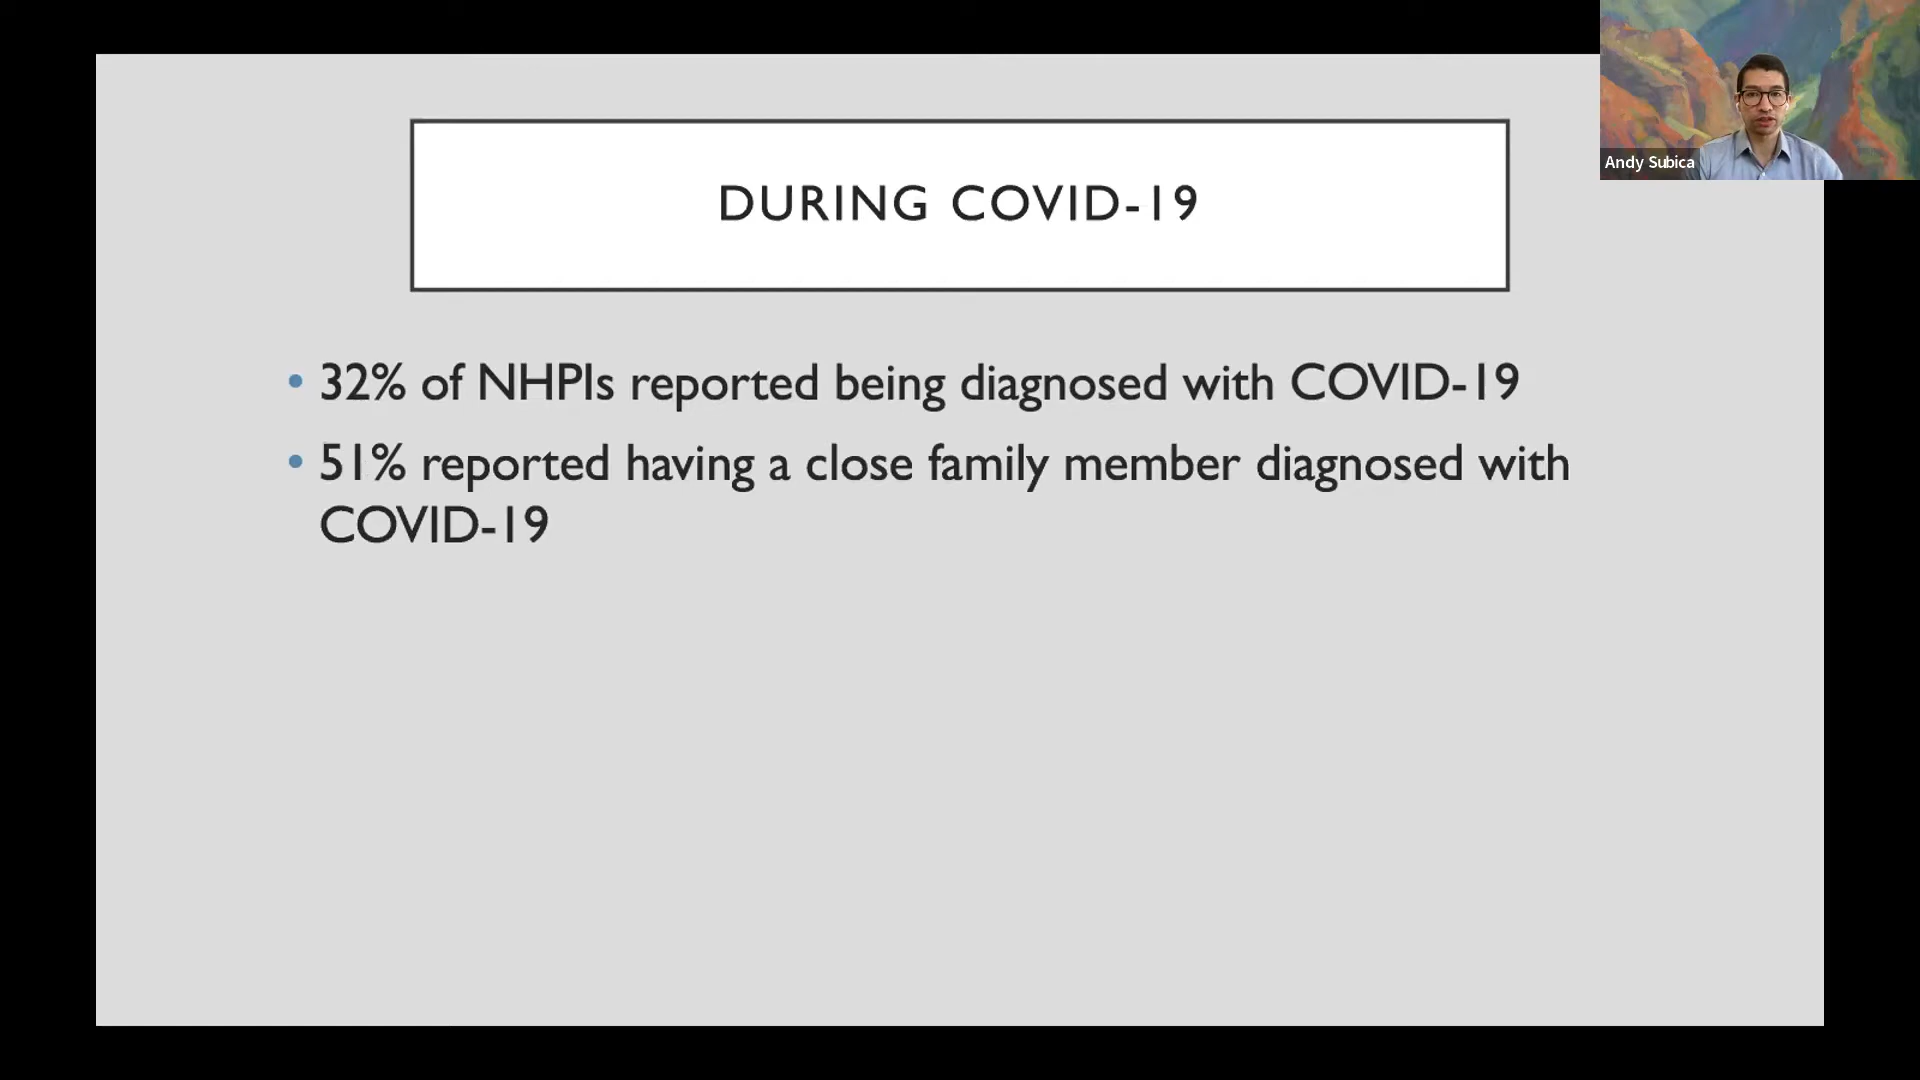 DURING COVID-19
• 32% of NHPIs reported being diagnosed with COVID-19
• 51% reported having a close family member diagnosed with
COVID-19
Andy Subica